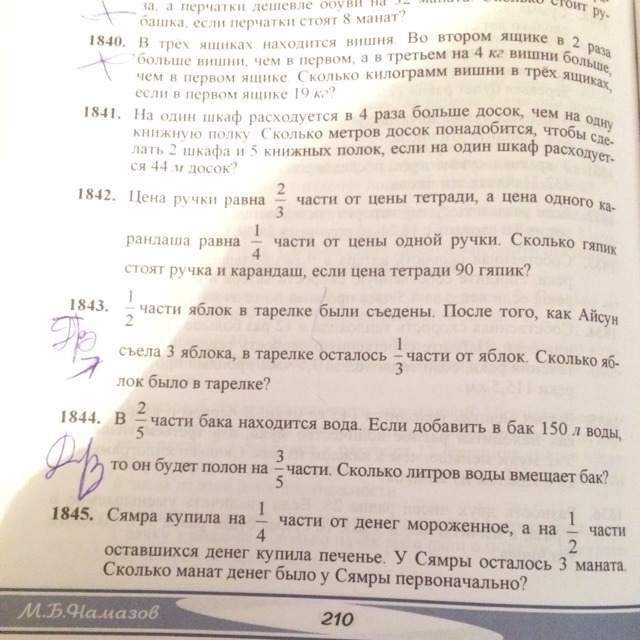 за, а перчатки дешевле обуви на 32 маната. Сколько стоит ру-
башка, если перчатки стоят 8 манат?
1840. В трёх ящиках находится вишня. Во втором ящике в 2 раза
больше вишни, чем в первом, а в третьем на 4 кг вишни больше,
чем в первом ящике. Сколько килограмм вишни в трёх ящиках,
если в первом ящике 19 кг?
1841. На один шкаф расходуется в 4 раза больше досок, чем на одну
книжную полку. Сколько метров досок понадобится, чтобы сде-
лать 2 шкафа и 5 книжных полок, если на один шкаф расходует-
ся 44 м досок?
1842. Цена ручки равна 2/3 части от цены тетради, а цена одного ка-
рандаша равна 1/4 части от цены одной ручки. Сколько гяпик
стоят ручка и карандаш, если цена тетради 90 гяпик?
1843. 1/2 части яблок в тарелке были съедены. После того, как Айсун
съела 3 яблока, в тарелке осталось 1/3 части от яблок. Сколько яб-
лок было в тарелке?
1844. В 2/5 части бака находится вода. Если добавить в бак 150 л воды,
то он будет полон на 3/5 части. Сколько литров воды вмещает бак?
1845. Сямра купила на 1/4 части от денег мороженное, а на 1/2 части
оставшихся денег купила печенье. У Сямры осталось 3 маната.
Сколько манат денег было у Сямры первоначально?
М.Б.Намазов
210